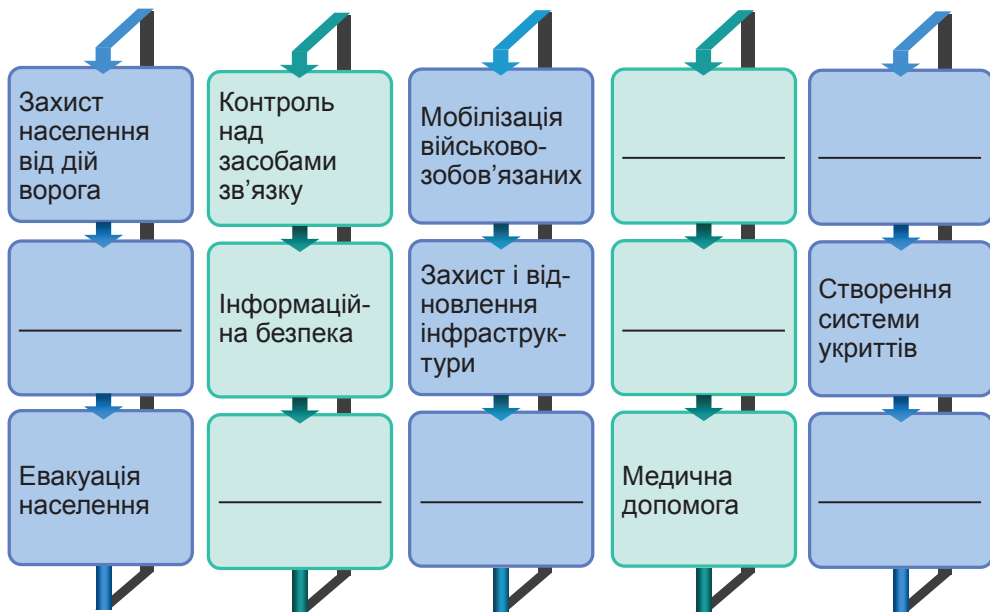 Захист
населення
від дій
ворога
Контроль
над
засобами
зв’язку
Мобілізація
військово-
зобов’язаних
Інформацій-
на безпека
Захист і від-
новлення
інфраструк-
тури
Створення
системи
укриттів
Евакуація
населення
Медична
допомога